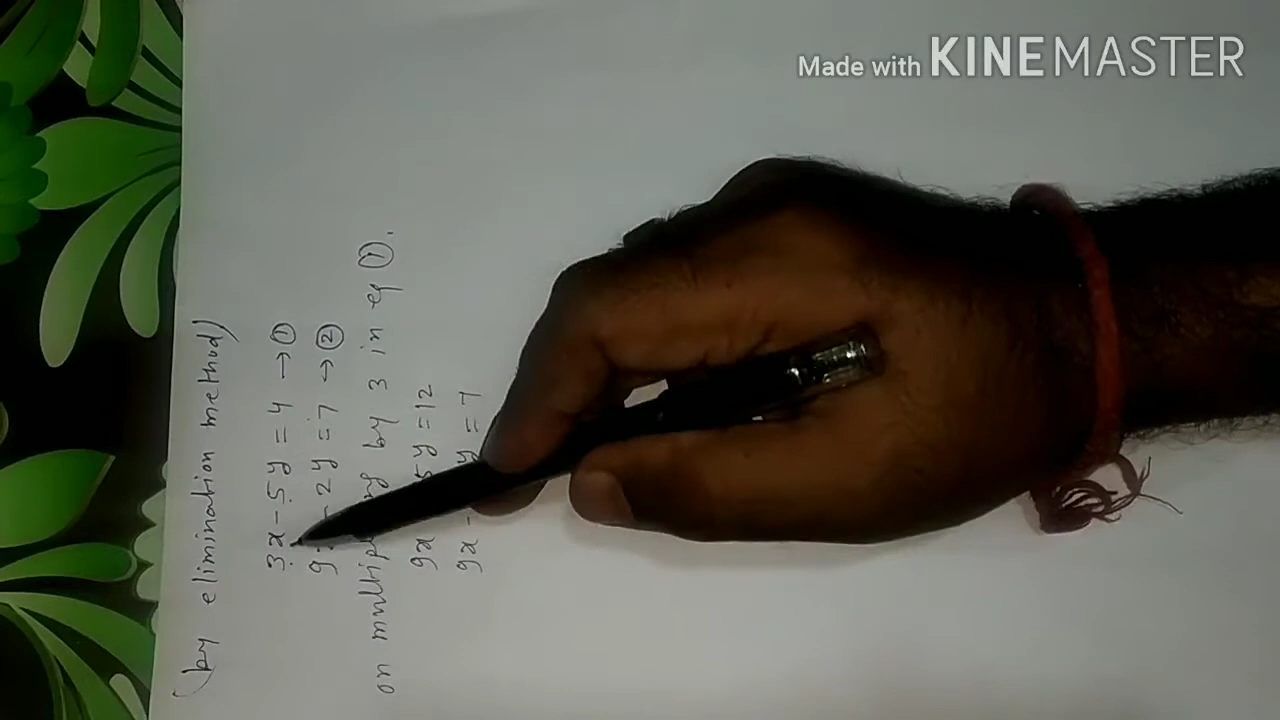 Made with KINEMASTER
(by elimination method)
3x - 5y = 4 → ①
9 - 2y = 7 → ②
on by 3 in eq ①.
9x 5y = 12
9x - y = 7